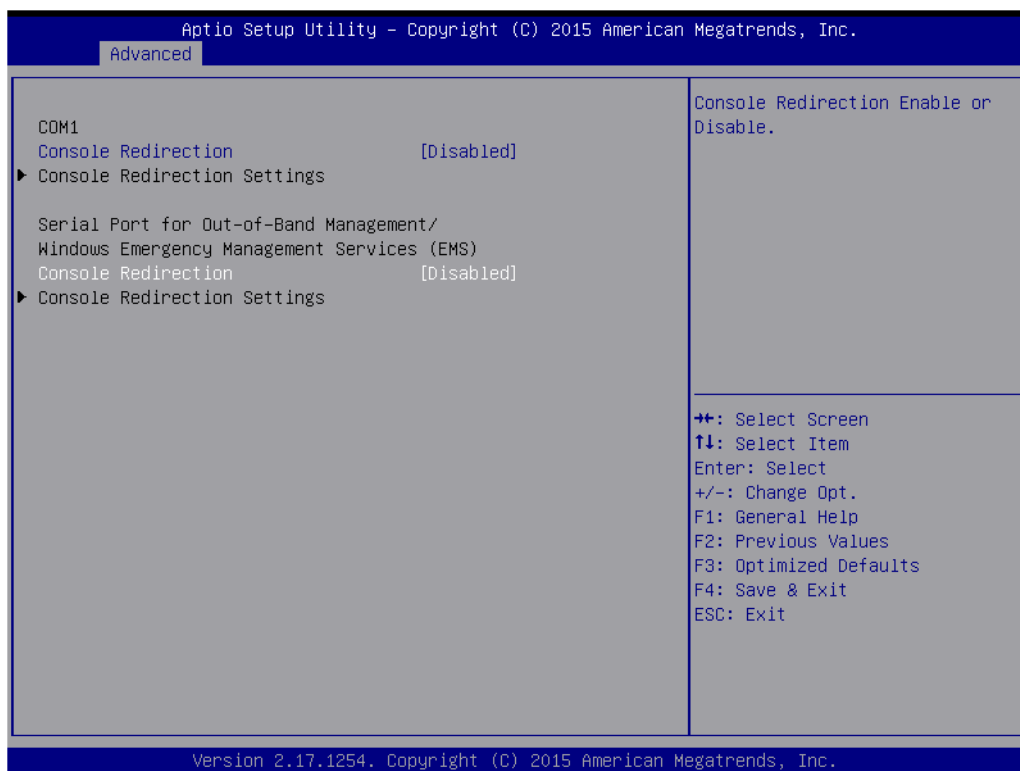 Aptio Setup Utility – Copyright (C) 2015 American Megatrends, Inc.
Advanced
COM1
Console Redirection [Disabled]
Console Redirection Settings
Serial Port for Out-of-Band Management/
Windows Emergency Management Services (EMS)
Console Redirection [Disabled]
Console Redirection Settings
Console Redirection Enable or
Disable.
→←: Select Screen
↑↓: Select Item
Enter: Select
+/-: Change Opt.
F1: General Help
F2: Previous Values
F3: Optimized Defaults
F4: Save & Exit
ESC: Exit
Version 2.17.1254. Copyright (C) 2015 American Megatrends, Inc.